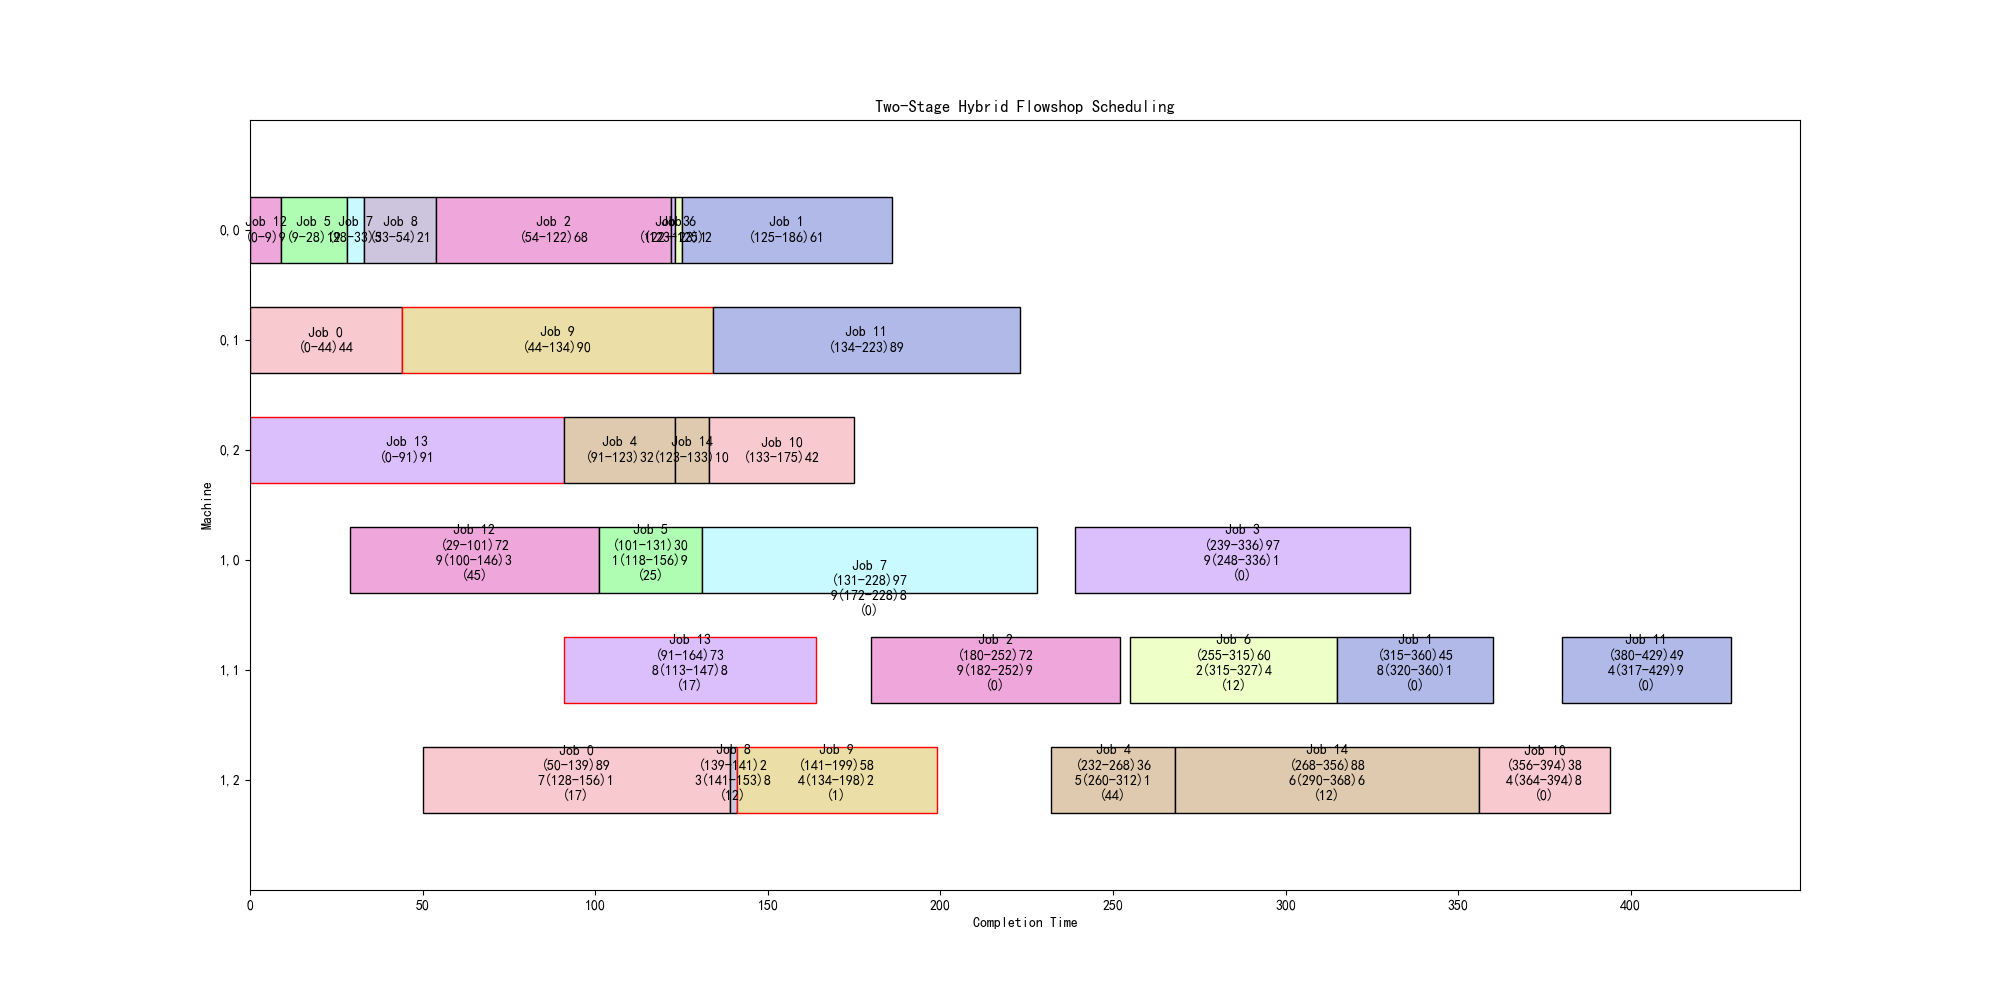 Two-Stage Hybrid Flowshop Scheduling
0,0
Job 12
(0-9)9
Job 5
(9-28)19
Job 7
(28-33)5
Job 8
(33-54)21
Job 2
(54-122)68
Job 3
(122-123)1
Job 6
(123-125)2
Job 1
(125-186)61
0,1
Job 0
(0-44)44
Job 9
(44-134)90
Job 11
(134-223)89
0,2
Job 13
(0-91)91
Job 4
(91-123)32
Job 14
(123-133)10
Job 10
(133-175)42
Machine
1,0
Job 12
(29-101)72
9(100-146)3
(45)
Job 5
(101-131)30
1(118-156)9
(25)
Job 7
(131-228)97
9(172-228)8
(0)
Job 3
(239-336)97
9(248-336)1
(0)
1,1
Job 13
(91-164)73
8(113-147)8
(17)
Job 2
(180-252)72
9(182-252)9
(0)
Job 6
(255-315)60
2(315-327)4
(12)
Job 1
(315-360)45
8(320-360)1
(0)
Job 11
(380-429)49
4(317-429)9
(0)
1,2
Job 0
(50-139)89
7(128-156)1
(17)
Job 8
(139-141)2
3(141-153)8
(12)
Job 9
(141-199)58
4(134-198)2
(1)
Job 4
(232-268)36
5(260-312)1
(44)
Job 14
(268-356)88
6(290-368)6
(12)
Job 10
(356-394)38
4(364-394)8
(0)
0
50
100
150
200
250
300
350
400
Completion Time